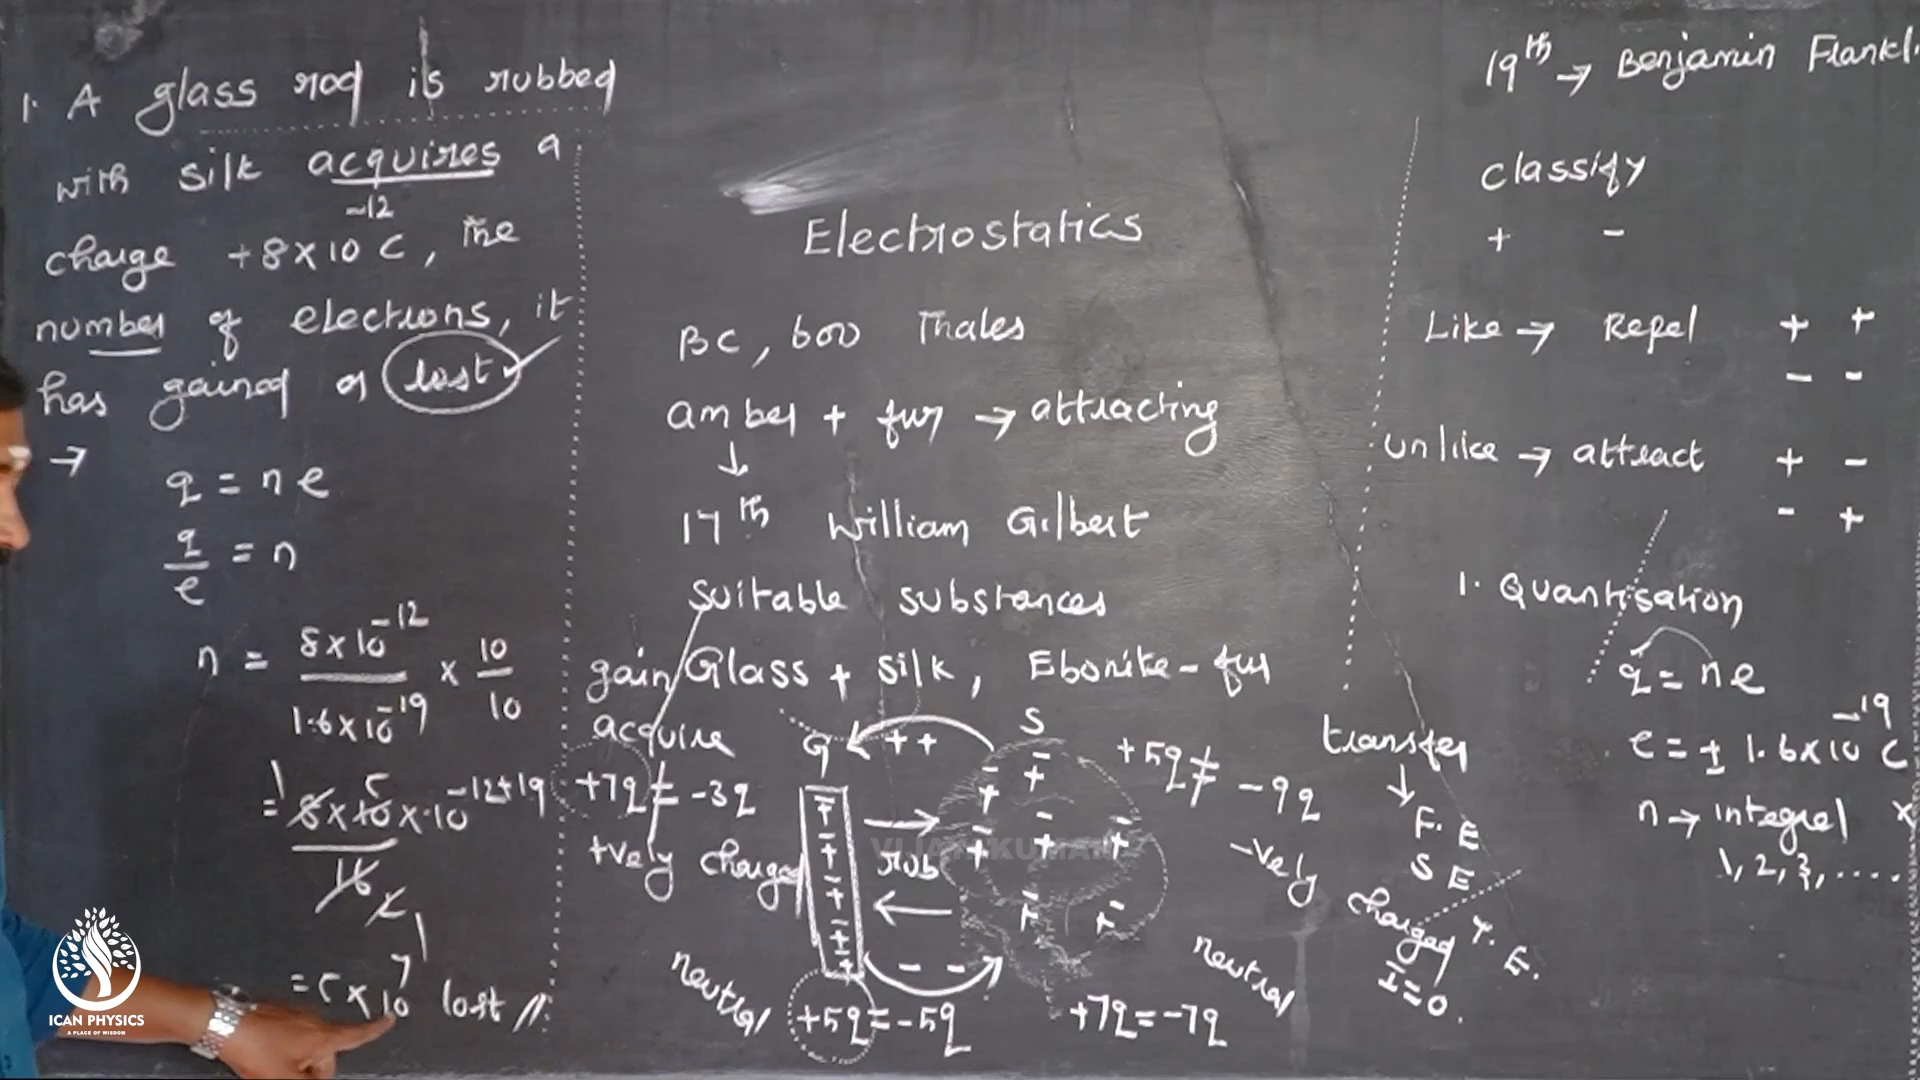 1. A glass rod is rubbed
with silk acquires a
charge +8×10⁻¹² C, the
number of electrons, it
has gained or lost ✓
→
q = ne
q/e = n
n = 8×10⁻¹² / 1.6×10⁻¹⁹ × 10/10
= 8×10×10⁻¹²⁺¹⁹ / 16
= 5×10⁷ lost //
Electrostatics
BC, 600 Thales
amber + fur → attracting
↓
17th William Gilbert
Suitable substances
gain Glass + silk, Ebonite - fur
acquire
G + + S
+7q ≠ -3q
+vely charged
rub
+5q ≠ -9q
-vely charged
- -
neutral +5q = -5q
+7q = -7q neutral
transfer
↓
F. E
S E
T. E.
I = 0.
19th → Benjamin Frankl
classify
+ -
Like → Repel + +
- -
unlike → attract + -
- +
1. Quantisation
q = ne
e = ± 1.6×10⁻¹⁹ C
n → integral x
1, 2, 3, ....
VIJAY KUMAR
ICAN PHYSICS
A PLACE OF WISDOM